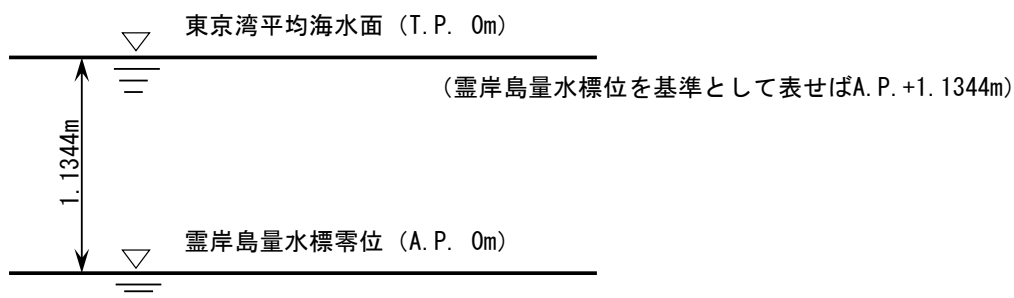 東京湾平均海水面（T.P. 0m）
（霊岸島量水標位を基準として表せばA.P.+1.1344m）
1.1344m
霊岸島量水標零位（A.P. 0m）